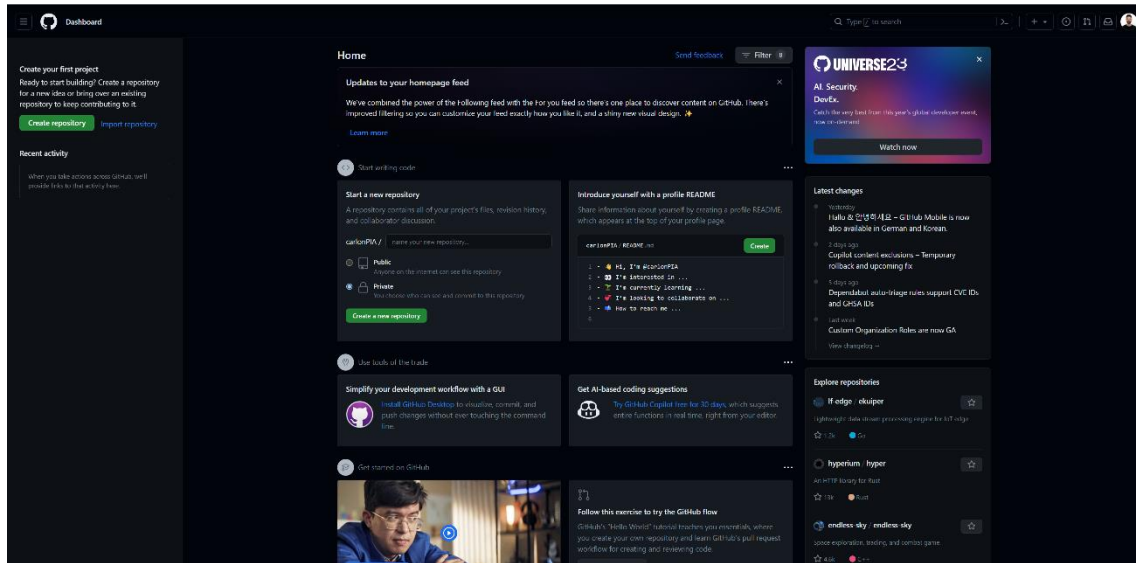 Dashboard
Type / to search
Create your first project
Ready to start building? Create a repository
for a new idea or bring over an existing
repository to keep contributing to it.
Create repository
Import repository
Recent activity
When you take actions across GitHub, we'll
provide links to that activity here.
Home
Send feedback
Filter 8
Updates to your homepage feed
We've combined the power of the Following feed with the For you feed so there's one place to discover content on GitHub. There's
improved filtering so you can customize your feed exactly how you like it, and a shiny new visual design. ✨
Learn more
Start writing code
Start a new repository
A repository contains all of your project's files, revision history,
and collaborator discussion.
carlonPIA /
name your new repository...
Public
Anyone on the internet can see this repository
Private
You choose who can see and commit to this repository
Create a new repository
Introduce yourself with a profile README
Share information about yourself by creating a profile README,
which appears at the top of your profile page.
carlonPIA / README.md
Create
1 - 👋 Hi, I'm @carlonPIA
2 - 👀 I'm interested in ...
3 - 🌱 I'm currently learning ...
4 - 💞️ I'm looking to collaborate on ...
5 - 📫 How to reach me ...
6
Use tools of the trade
Simplify your development workflow with a GUI
Install GitHub Desktop to visualize, commit, and
push changes without ever touching the command
line.
Get AI-based coding suggestions
Try GitHub Copilot free for 30 days, which suggests
entire functions in real time, right from your editor.
Get started on GitHub
Follow this exercise to try the GitHub flow
GitHub's "Hello World" tutorial teaches you essentials, where
you create your own repository and learn GitHub's pull request
workflow for creating and reviewing code.
UNIVERSE23
AI. Security.
DevEx.
Catch the very best from this year's global developer event,
now on-demand.
Watch now
Latest changes
Yesterday
Hallo & 안녕하세요 – GitHub Mobile is now
also available in German and Korean.
2 days ago
Copilot content exclusions – Temporary
rollback and upcoming fix
5 days ago
Dependabot auto-triage rules support CVE IDs
and GHSA IDs
Last week
Custom Organization Roles are now GA
View changelog →
Explore repositories
lf-edge / ekuiper
Lightweight data stream processing engine for IoT edge
1.2k Go
hyperium / hyper
An HTTP library for Rust
13k Rust
endless-sky / endless-sky
Space exploration, trading, and combat game.
4.6k C++